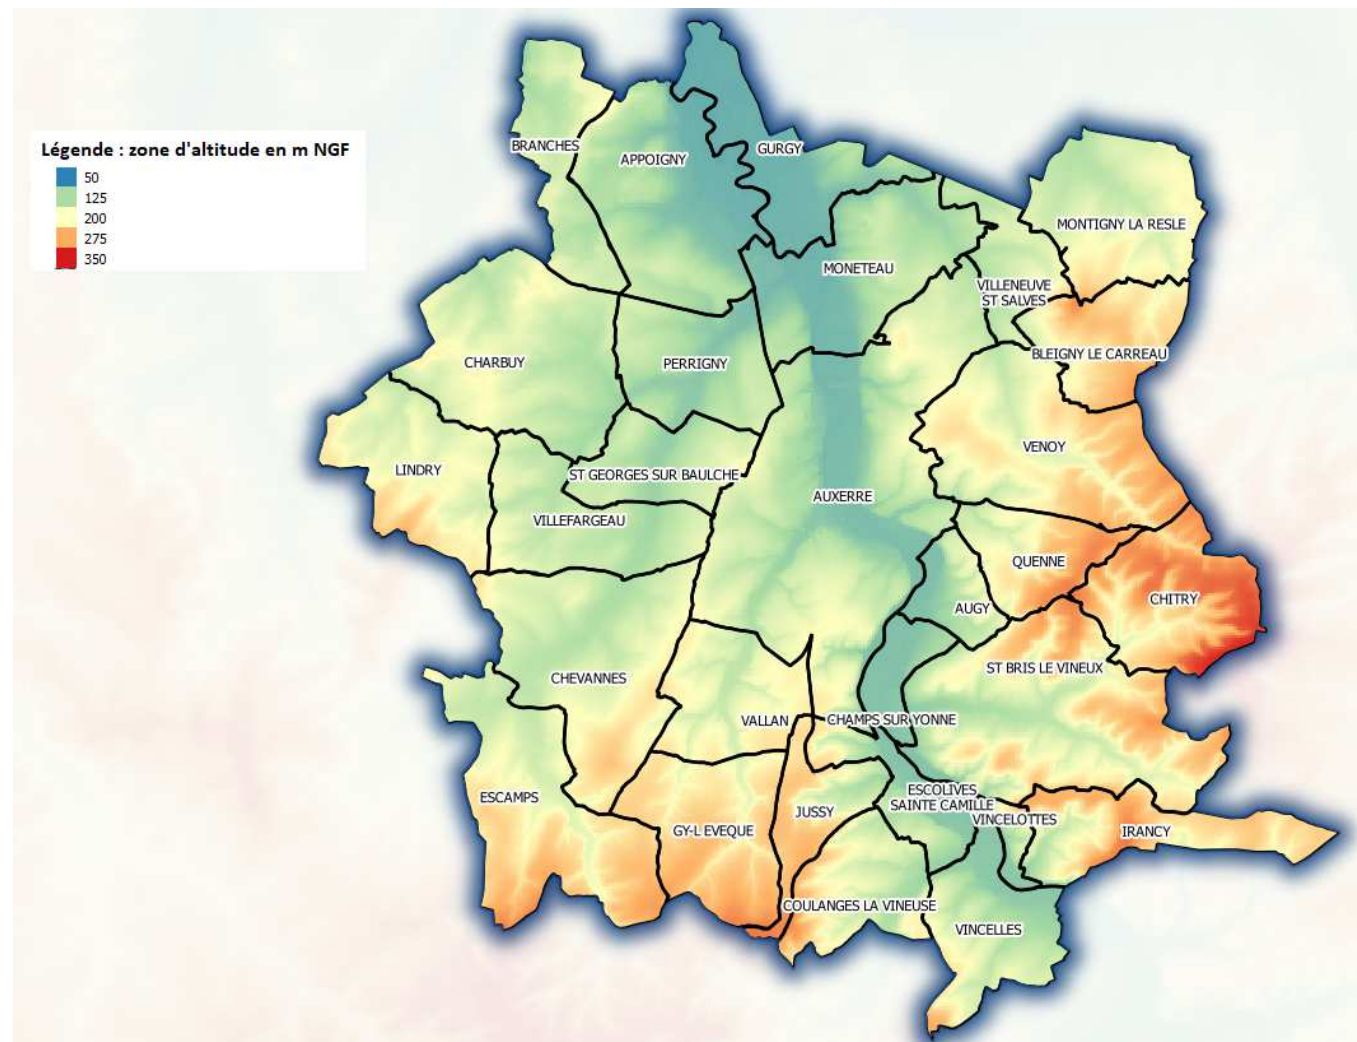 Légende : zone d'altitude en m NGF
50
125
200
275
350
BRANCHES
APPOIGNY
GURGY
MONTIGNY LA RESLE
MONETEAU
VILLENEUVE
ST SALVES
CHARBUY
PERRIGNY
BLEIGNY LE CARREAU
VENOY
LINDRY
ST GEORGES SUR BAULCHE
AUXERRE
VILLEFARGEAU
QUENNE
CHITRY
AUGY
CHEVANNES
ST BRIS LE VINEUX
VALLAN
CHAMPS SUR YONNE
ESCAMPS
ESCOLIVES
SAINTE CAMILLE
JUSSY
VINCELOTTES
GY-L EVEQUE
IRANCY
COULANGES LA VINEUSE
VINCELLES